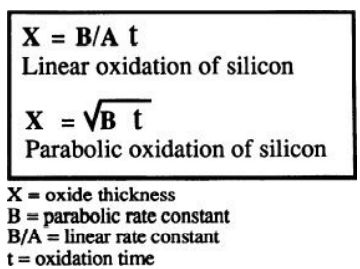 X = B/A t
Linear oxidation of silicon
X = √B t
Parabolic oxidation of silicon
X = oxide thickness
B = parabolic rate constant
B/A = linear rate constant
t = oxidation time